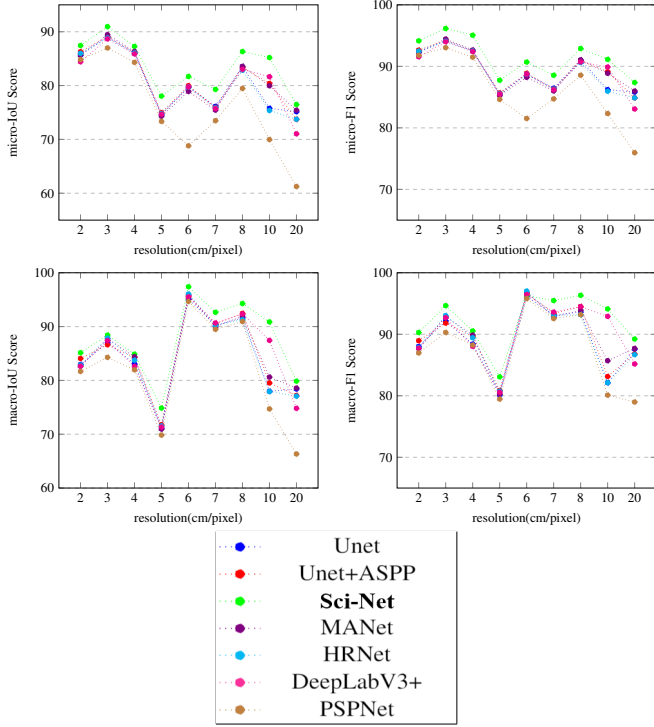 90
80
70
60
micro-IoU Score
2 3 4 5 6 7 8 10 20
resolution(cm/pixel)
100
90
80
70
micro-F1 Score
2 3 4 5 6 7 8 10 20
resolution(cm/pixel)
100
90
80
70
60
macro-IoU Score
2 3 4 5 6 7 8 10 20
resolution(cm/pixel)
100
90
80
70
macro-F1 Score
2 3 4 5 6 7 8 10 20
resolution(cm/pixel)
Unet
Unet+ASPP
Sci-Net
MANet
HRNet
DeepLabV3+
PSPNet